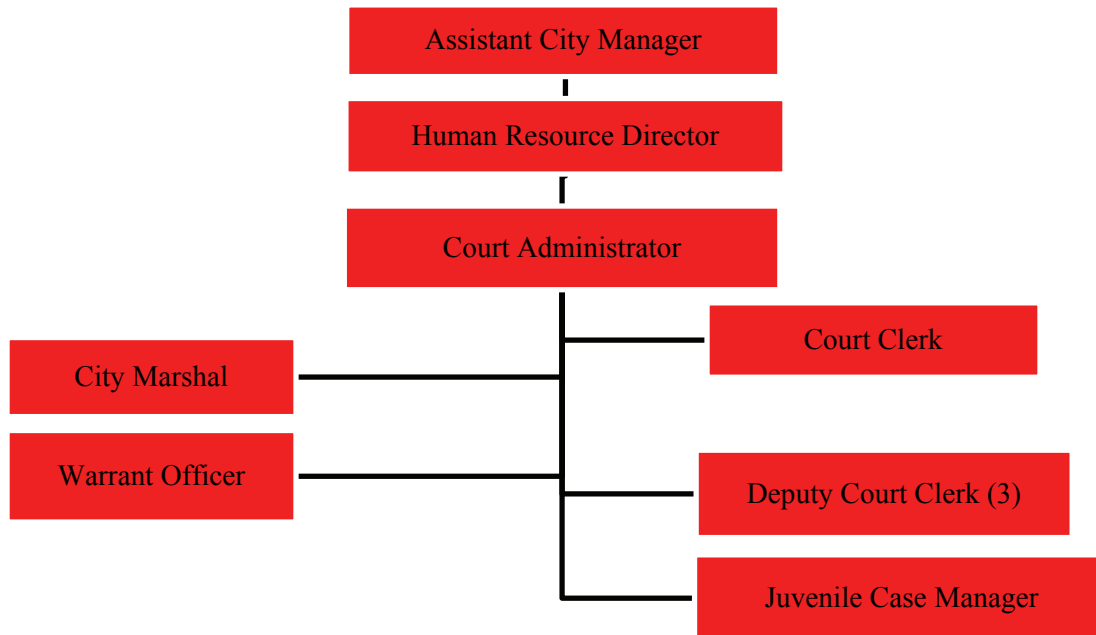 Assistant City Manager
Human Resource Director
Court Administrator
Court Clerk
City Marshal
Warrant Officer
Deputy Court Clerk (3)
Juvenile Case Manager